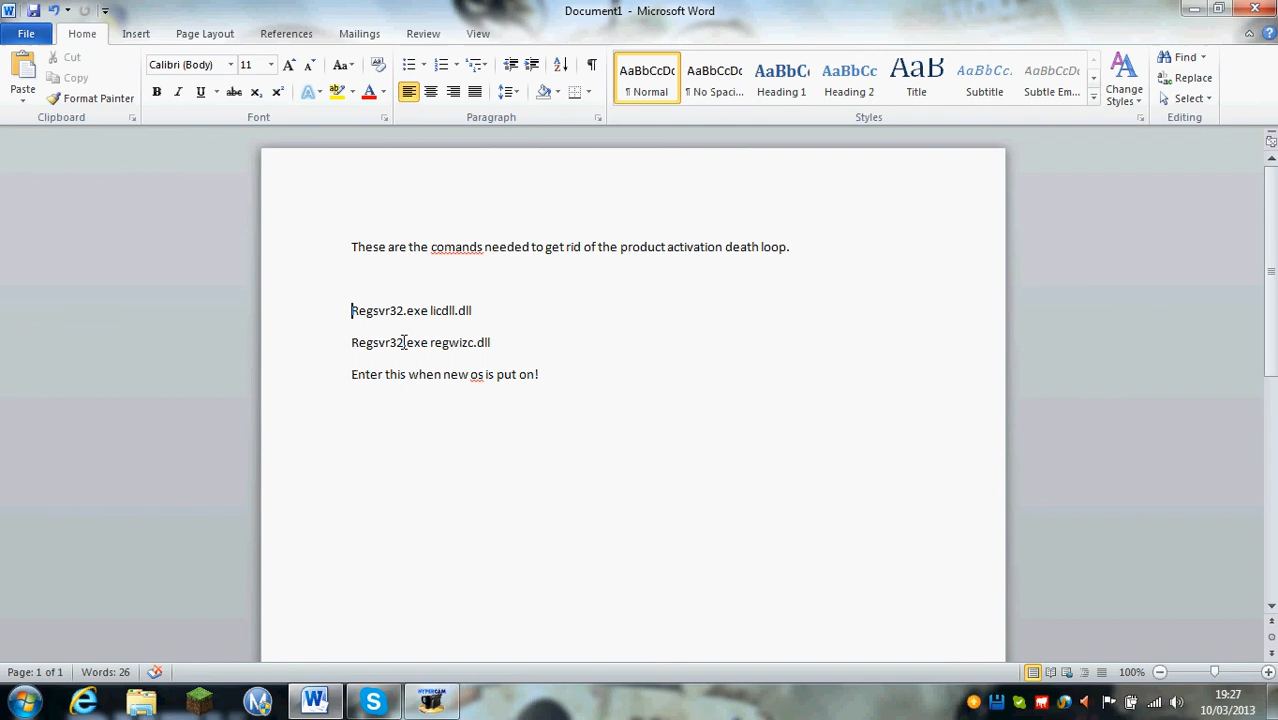 Document1 - Microsoft Word
File Home Insert Page Layout References Mailings Review View
Cut
Copy
Format Painter
Paste
Clipboard
Calibri (Body) 11
Font
Paragraph
AaBbCcDc AaBbCcDc AaBbC AaBbCc AaB AaBbCc. AaBbCcDc
¶ Normal ¶ No Spaci... Heading 1 Heading 2 Title Subtitle Subtle Em...
Styles
Change Styles
Find
Replace
Select
Editing
These are the comands needed to get rid of the product activation death loop.
Regsvr32.exe licdll.dll
Regsvr32.exe regwizc.dll
Enter this when new os is put on!
Page: 1 of 1 Words: 26 100%
HYPERCAM
19:27
10/03/2013